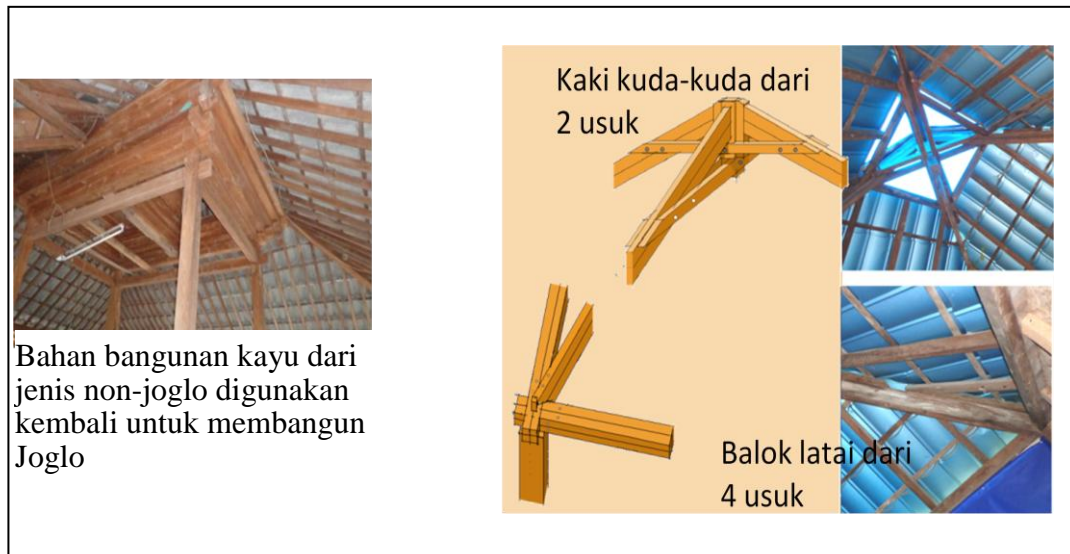 Bahan bangunan kayu dari
jenis non-joglo digunakan
kembali untuk membangun
Joglo
Kaki kuda-kuda dari
2 usuk
Balok latai dari
4 usuk